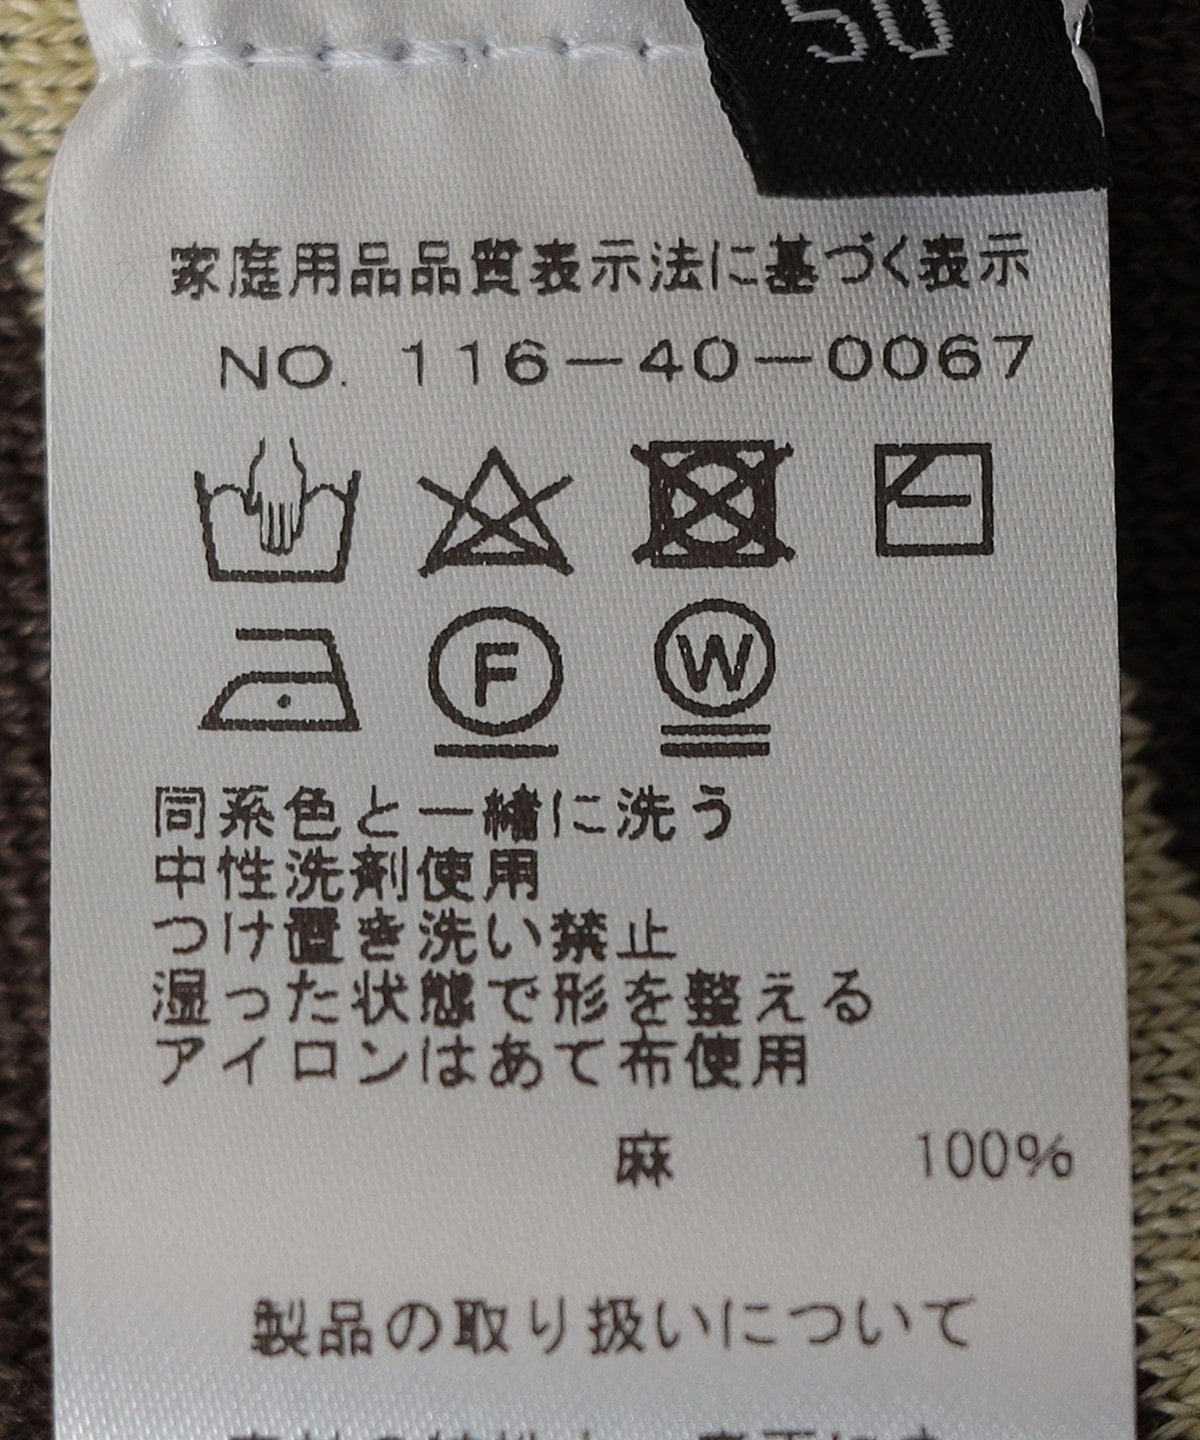 50
家庭用品品質表示法に基づく表示
NO. 116-40-0067
F
W
同系色と一緒に洗う
中性洗剤使用
つけ置き洗い禁止
湿った状態で形を整える
アイロンはあて布使用
麻 100%
製品の取り扱いについて